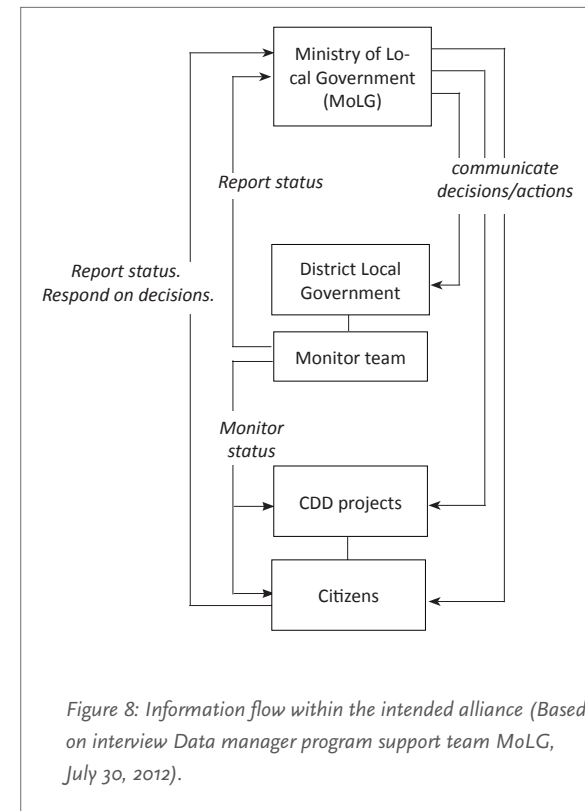 Ministry of Lo-
cal Government
(MoLG)
Report status
communicate
decisions/actions
District Local
Government
Report status.
Respond on decisions.
Monitor team
Monitor
status
CDD projects
Citizens
Figure 8: Information flow within the intended alliance (Based
on interview Data manager program support team MoLG,
July 30, 2012).